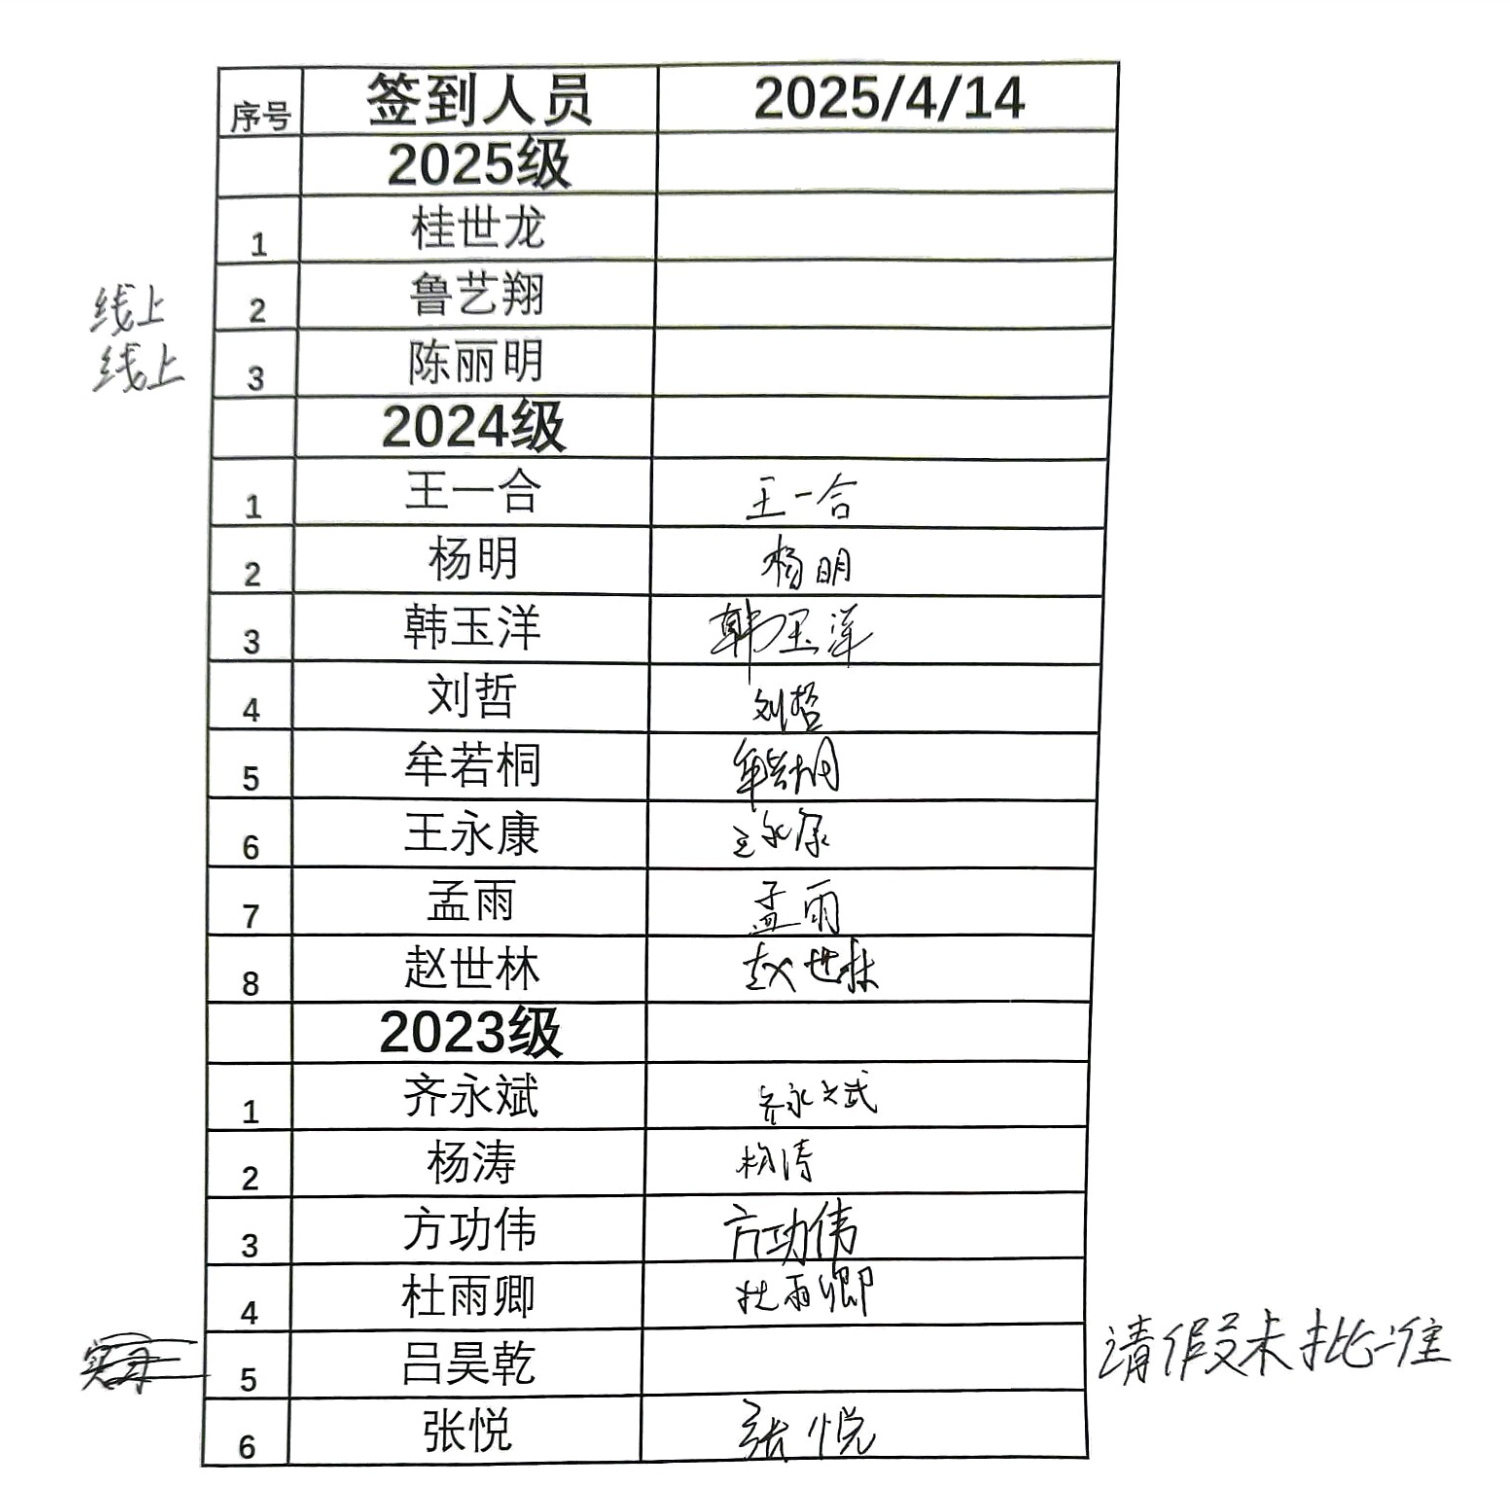 序号 签到人员 2025/4/14
2025级
1 桂世龙
线上 2 鲁艺翔
线上 3 陈丽明
2024级
1 王一合 王一合
2 杨明 杨明
3 韩玉洋 韩玉洋
4 刘哲 刘哲
5 牟若桐 牟若桐
6 王永康 王永康
7 孟雨 孟雨
8 赵世林 赵世林
2023级
1 齐永斌 齐永斌
2 杨涛 杨涛
3 方功伟 方功伟
4 杜雨卿 杜雨卿
5 吕昊乾 请假未批准
6 张悦 张悦